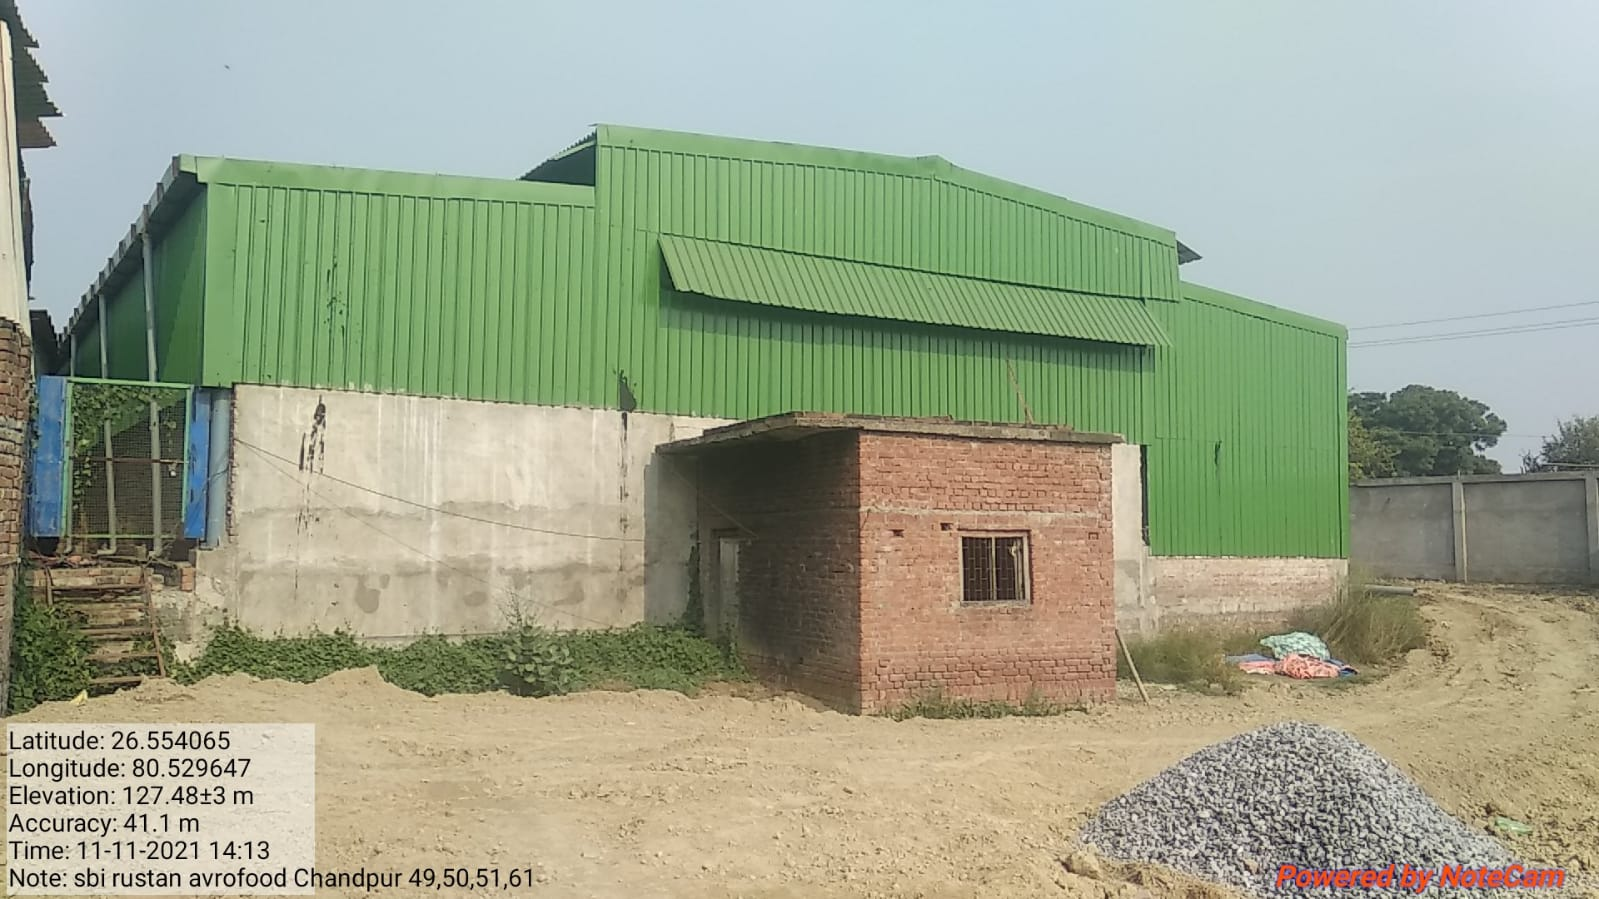 Latitude: 26.554065
Longitude: 80.529647
Elevation: 127.48±3 m
Accuracy: 41.1 m
Time: 11-11-2021 14:13
Note: sbi rustan avrofood Chandpur 49,50,51,61
Powered by NoteCam